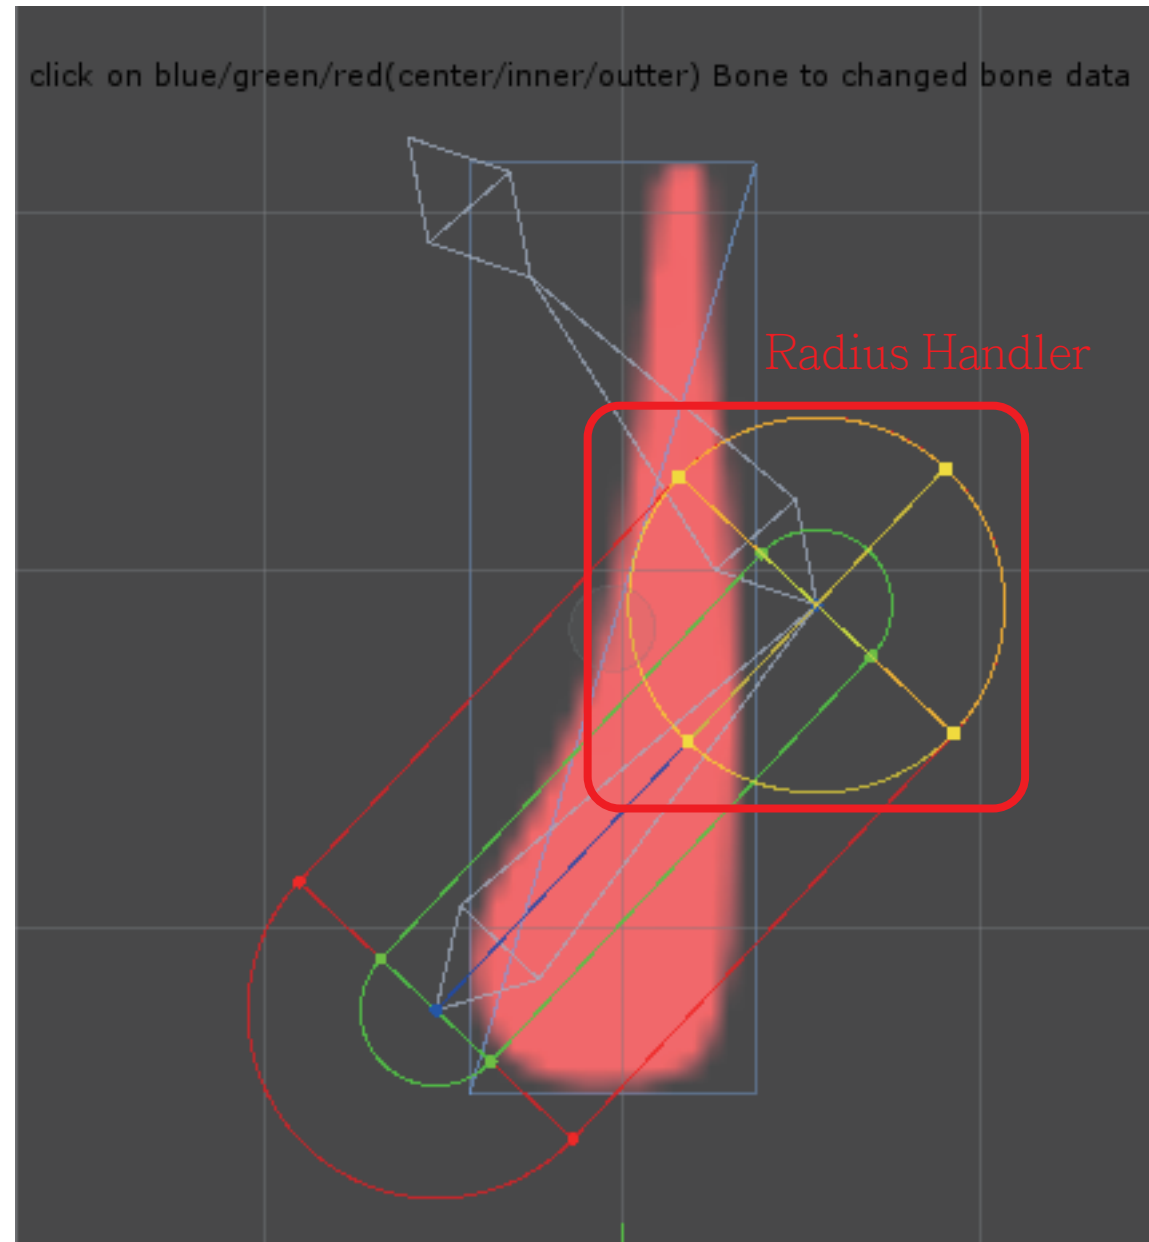 click on blue/green/red(center/inner/outter) Bone to changed bone data
Radius Handler